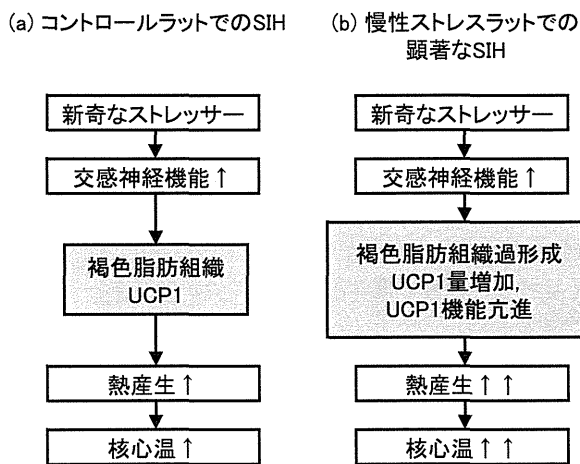 (a) コントロールラットでのSIH
新奇なストレッサー
交感神経機能↑
褐色脂肪組織
UCP1
熱産生↑
核心温↑
(b) 慢性ストレスラットでの
顕著なSIH
新奇なストレッサー
交感神経機能↑
褐色脂肪組織過形成
UCP1量増加,
UCP1機能亢進
熱産生↑↑
核心温↑↑